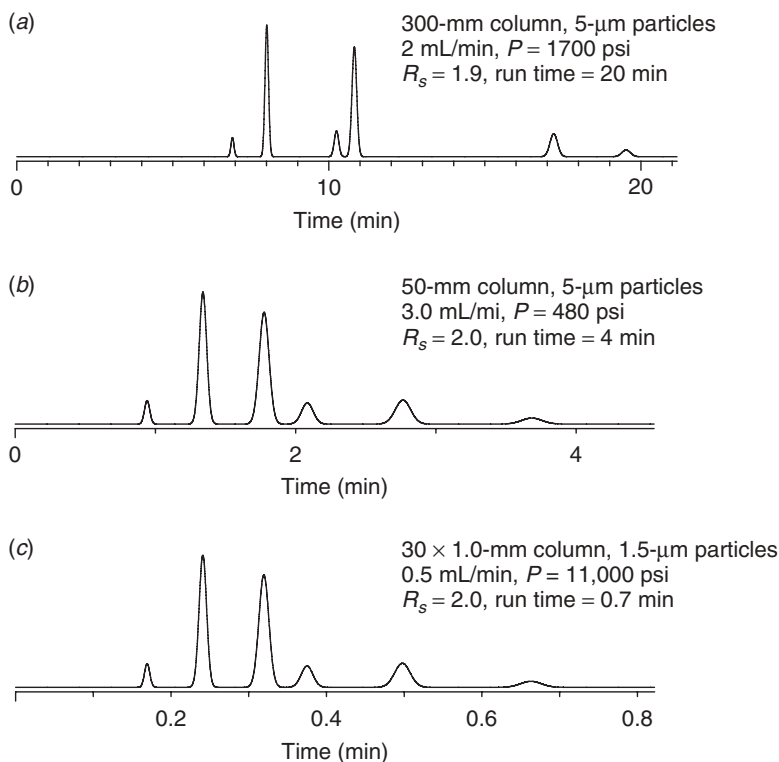 (a)
300-mm column, 5-μm particles
2 mL/min, P = 1700 psi
Rs = 1.9, run time = 20 min
0 10 20
Time (min)
(b)
50-mm column, 5-μm particles
3.0 mL/mi, P = 480 psi
Rs = 2.0, run time = 4 min
0 2 4
Time (min)
(c)
30 × 1.0-mm column, 1.5-μm particles
0.5 mL/min, P = 11,000 psi
Rs = 2.0, run time = 0.7 min
0.2 0.4 0.6 0.8
Time (min)